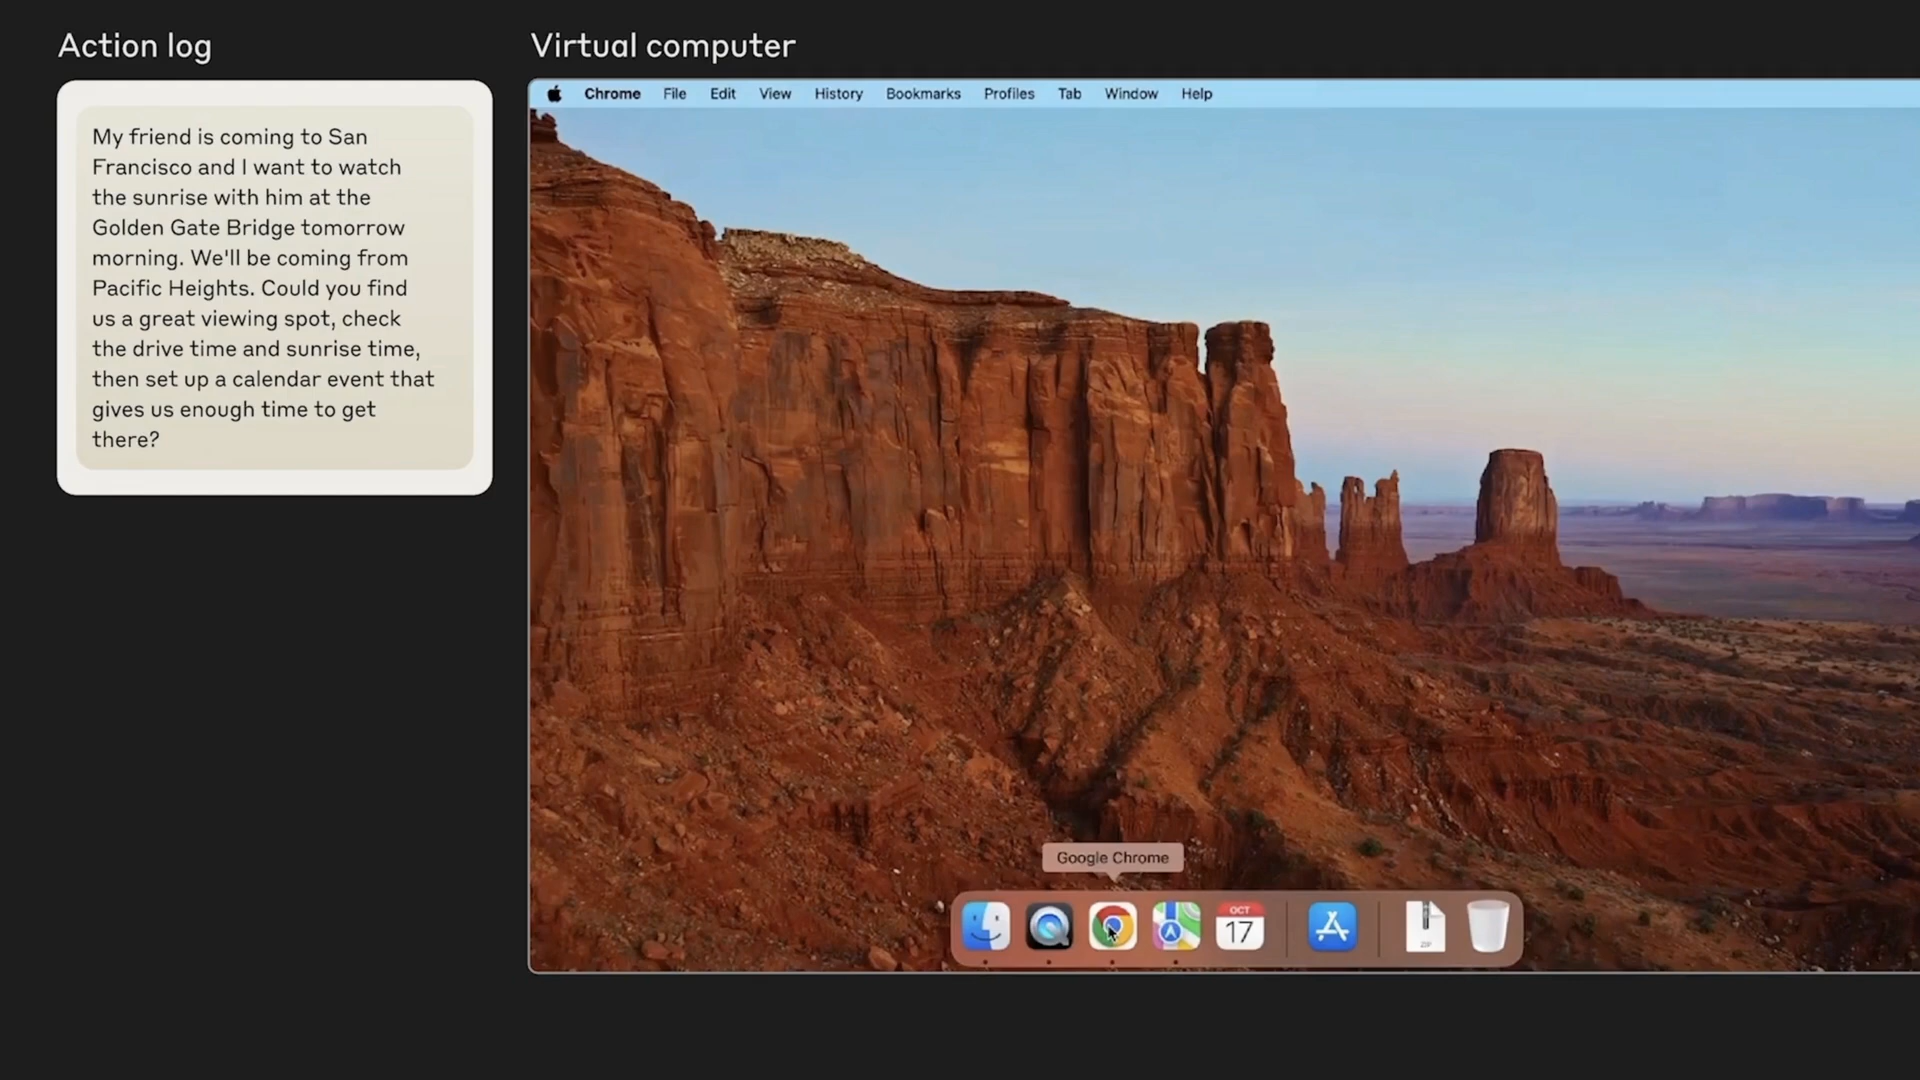 Action log
Virtual computer
Chrome File Edit View History Bookmarks Profiles Tab Window Help
My friend is coming to San
Francisco and I want to watch
the sunrise with him at the
Golden Gate Bridge tomorrow
morning. We'll be coming from
Pacific Heights. Could you find
us a great viewing spot, check
the drive time and sunrise time,
then set up a calendar event that
gives us enough time to get
there?
Google Chrome
OCT
17
ZIP